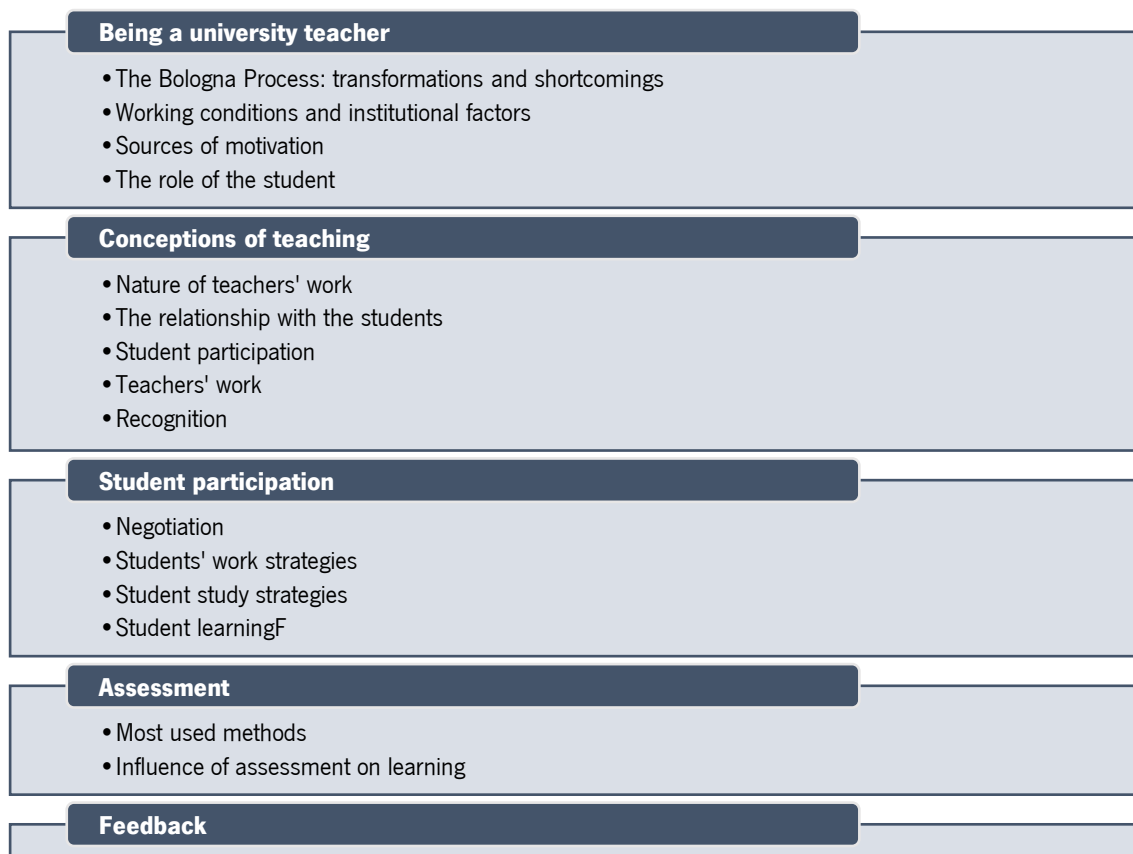 Being a university teacher
• The Bologna Process: transformations and shortcomings
• Working conditions and institutional factors
• Sources of motivation
• The role of the student
Conceptions of teaching
• Nature of teachers' work
• The relationship with the students
• Student participation
• Teachers' work
• Recognition
Student participation
• Negotiation
• Students' work strategies
• Student study strategies
• Student learningF
Assessment
• Most used methods
• Influence of assessment on learning
Feedback